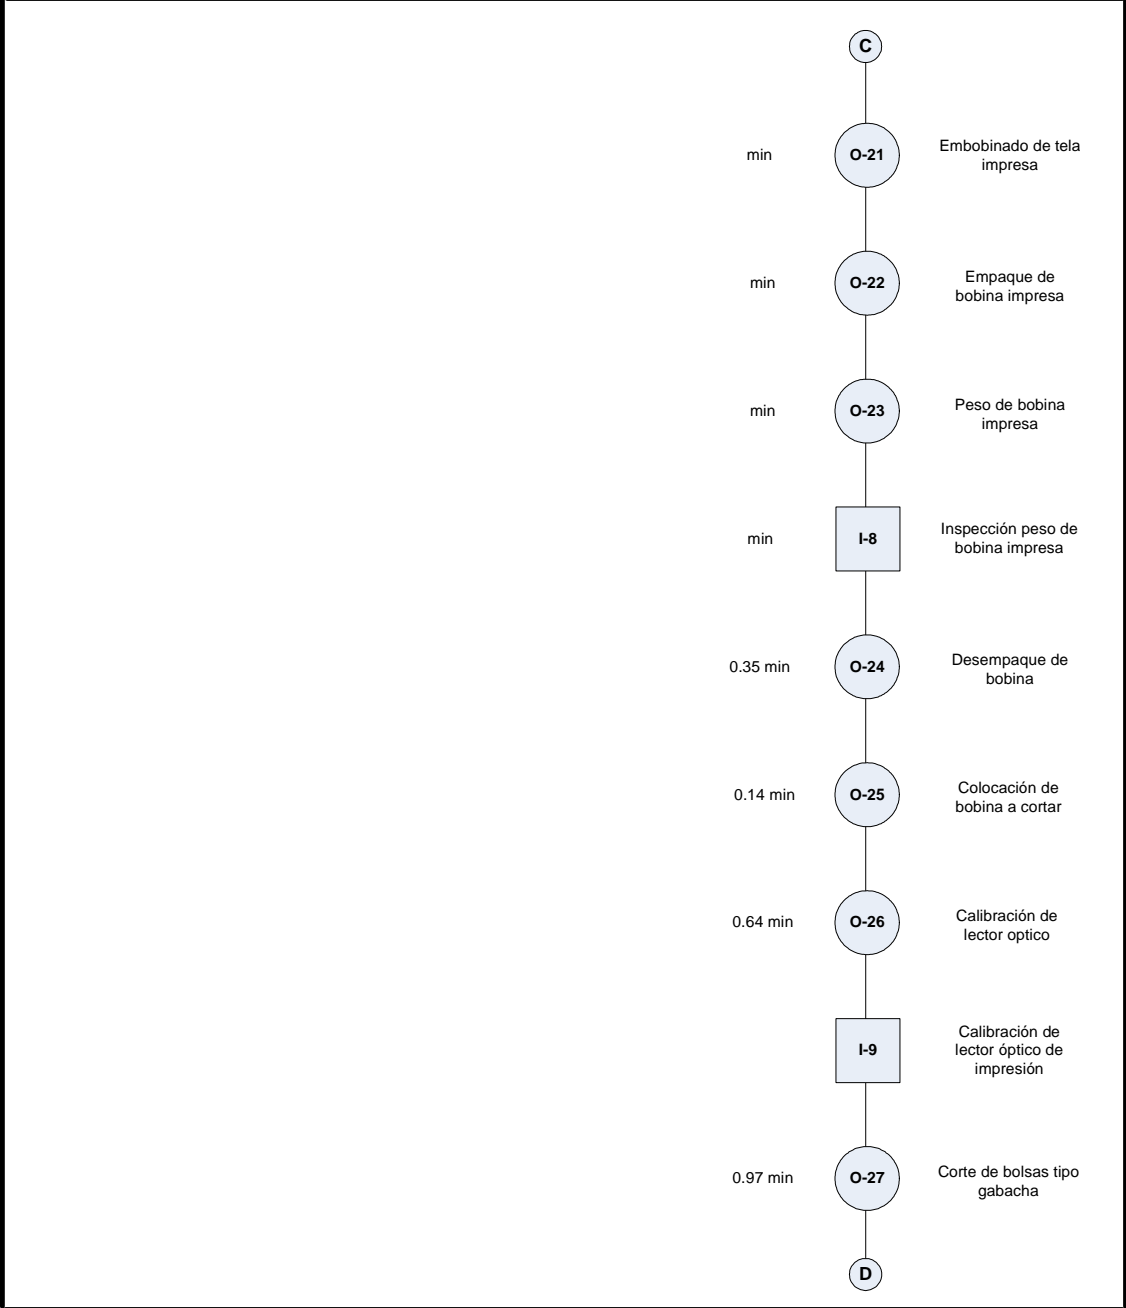 C
min
O-21
Embobinado de tela
impresa
min
O-22
Empaque de
bobina impresa
min
O-23
Peso de bobina
impresa
min
I-8
Inspección peso de
bobina impresa
0.35 min
O-24
Desempaque de
bobina
0.14 min
O-25
Colocación de
bobina a cortar
0.64 min
O-26
Calibración de
lector optico
I-9
Calibración de
lector óptico de
impresión
0.97 min
O-27
Corte de bolsas tipo
gabacha
D